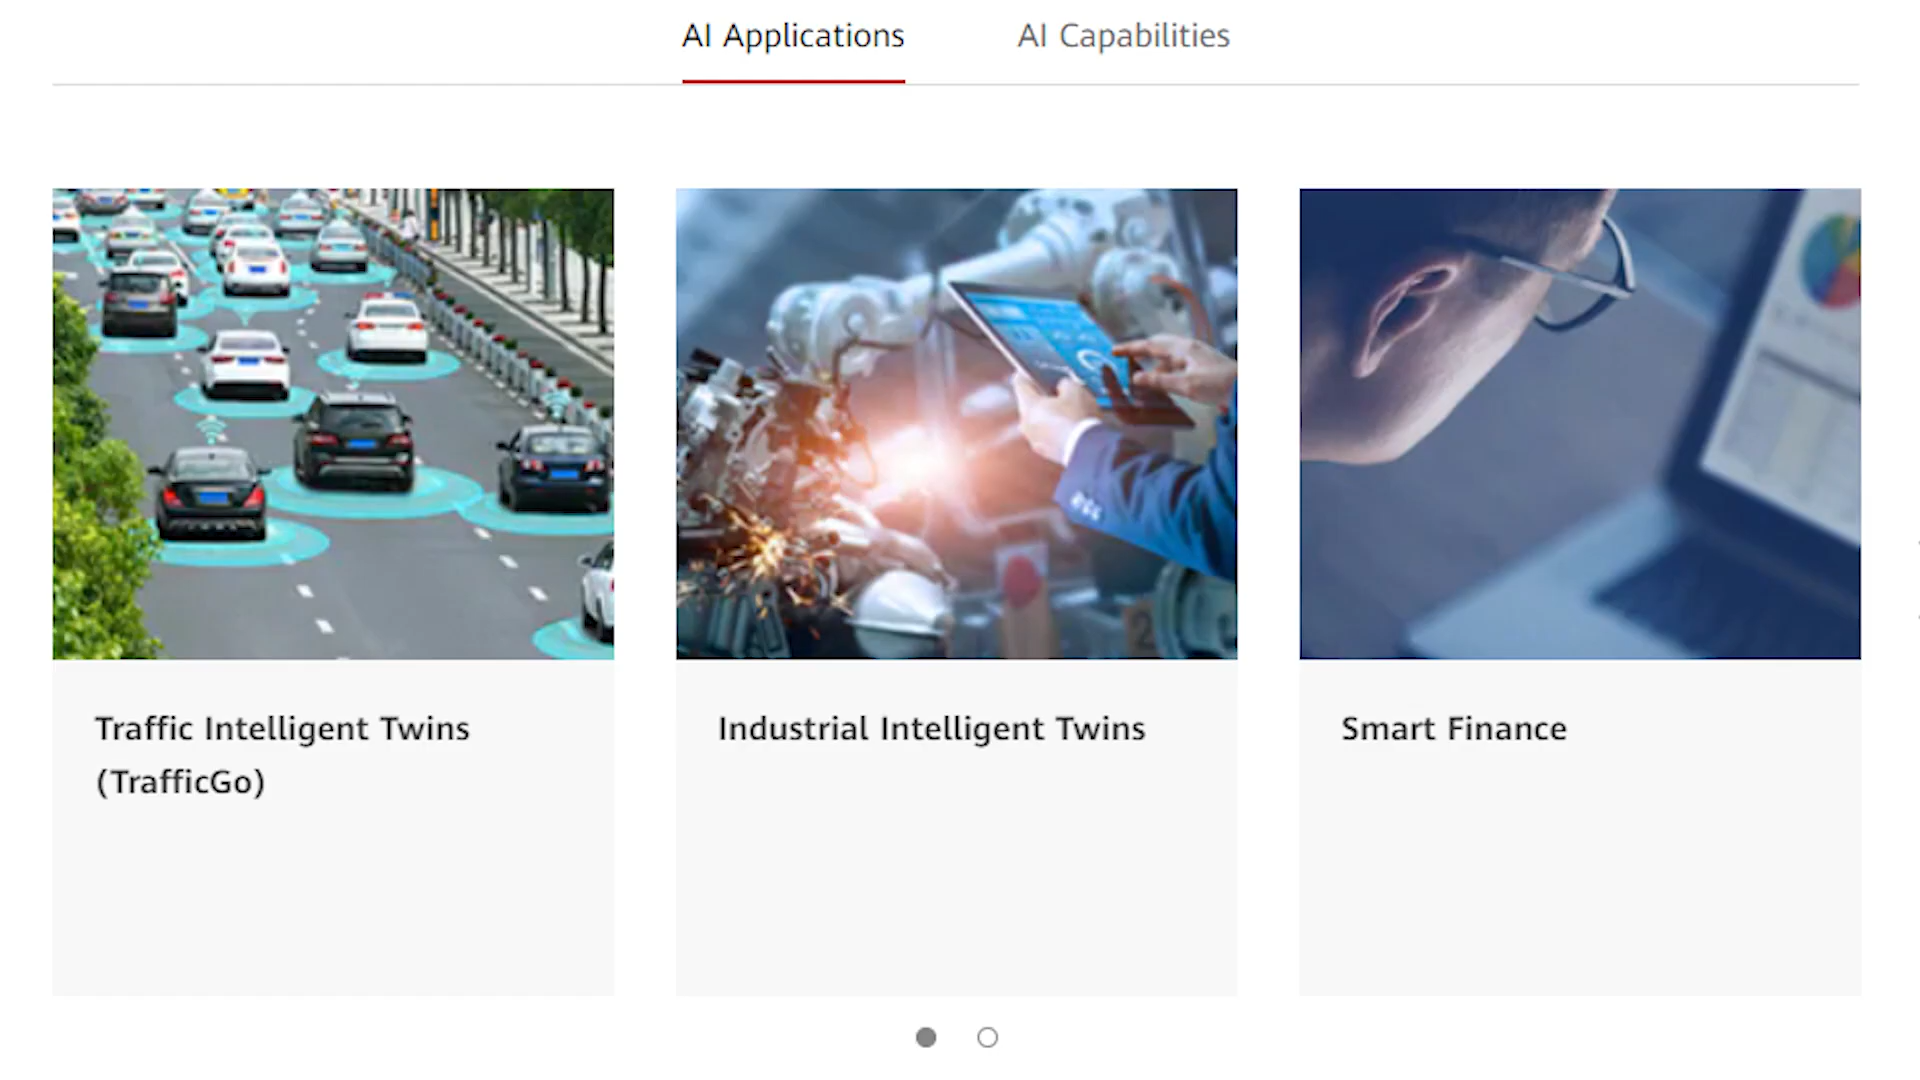 AI Applications
AI Capabilities
Traffic Intelligent Twins
(TrafficGo)
Industrial Intelligent Twins
Smart Finance